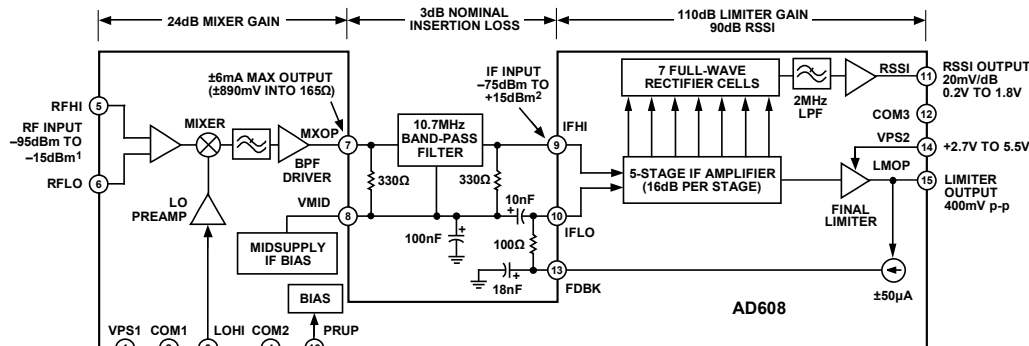 24dB MIXER GAIN
3dB NOMINAL
INSERTION LOSS
110dB LIMITER GAIN
90dB RSSI
±6mA MAX OUTPUT
(±890mV INTO 165Ω)
IF INPUT
–75dBm TO
+15dBm2
7 FULL-WAVE
RECTIFIER CELLS
2MHz
LPF
RSSI
11
RSSI OUTPUT
20mV/dB
0.2V TO 1.8V
RFHI
5
RF INPUT
–95dBm TO
–15dBm1
RFLO
6
MIXER
LO
PREAMP
MXOP
7
BPF
DRIVER
10.7MHz
BAND-PASS
FILTER
330Ω
330Ω
IFHI
9
5-STAGE IF AMPLIFIER
(16dB PER STAGE)
COM3
12
VPS2
14
+2.7V TO 5.5V
LMOP
15
LIMITER
OUTPUT
400mV p-p
FINAL
LIMITER
VMID
8
MIDSUPPLY
IF BIAS
100nF
+
10nF
+
10
IFLO
100Ω
18nF
+
13
FDBK
±50µA
BIAS
AD608
VPS1
COM1
LOHI
COM2
PRUP